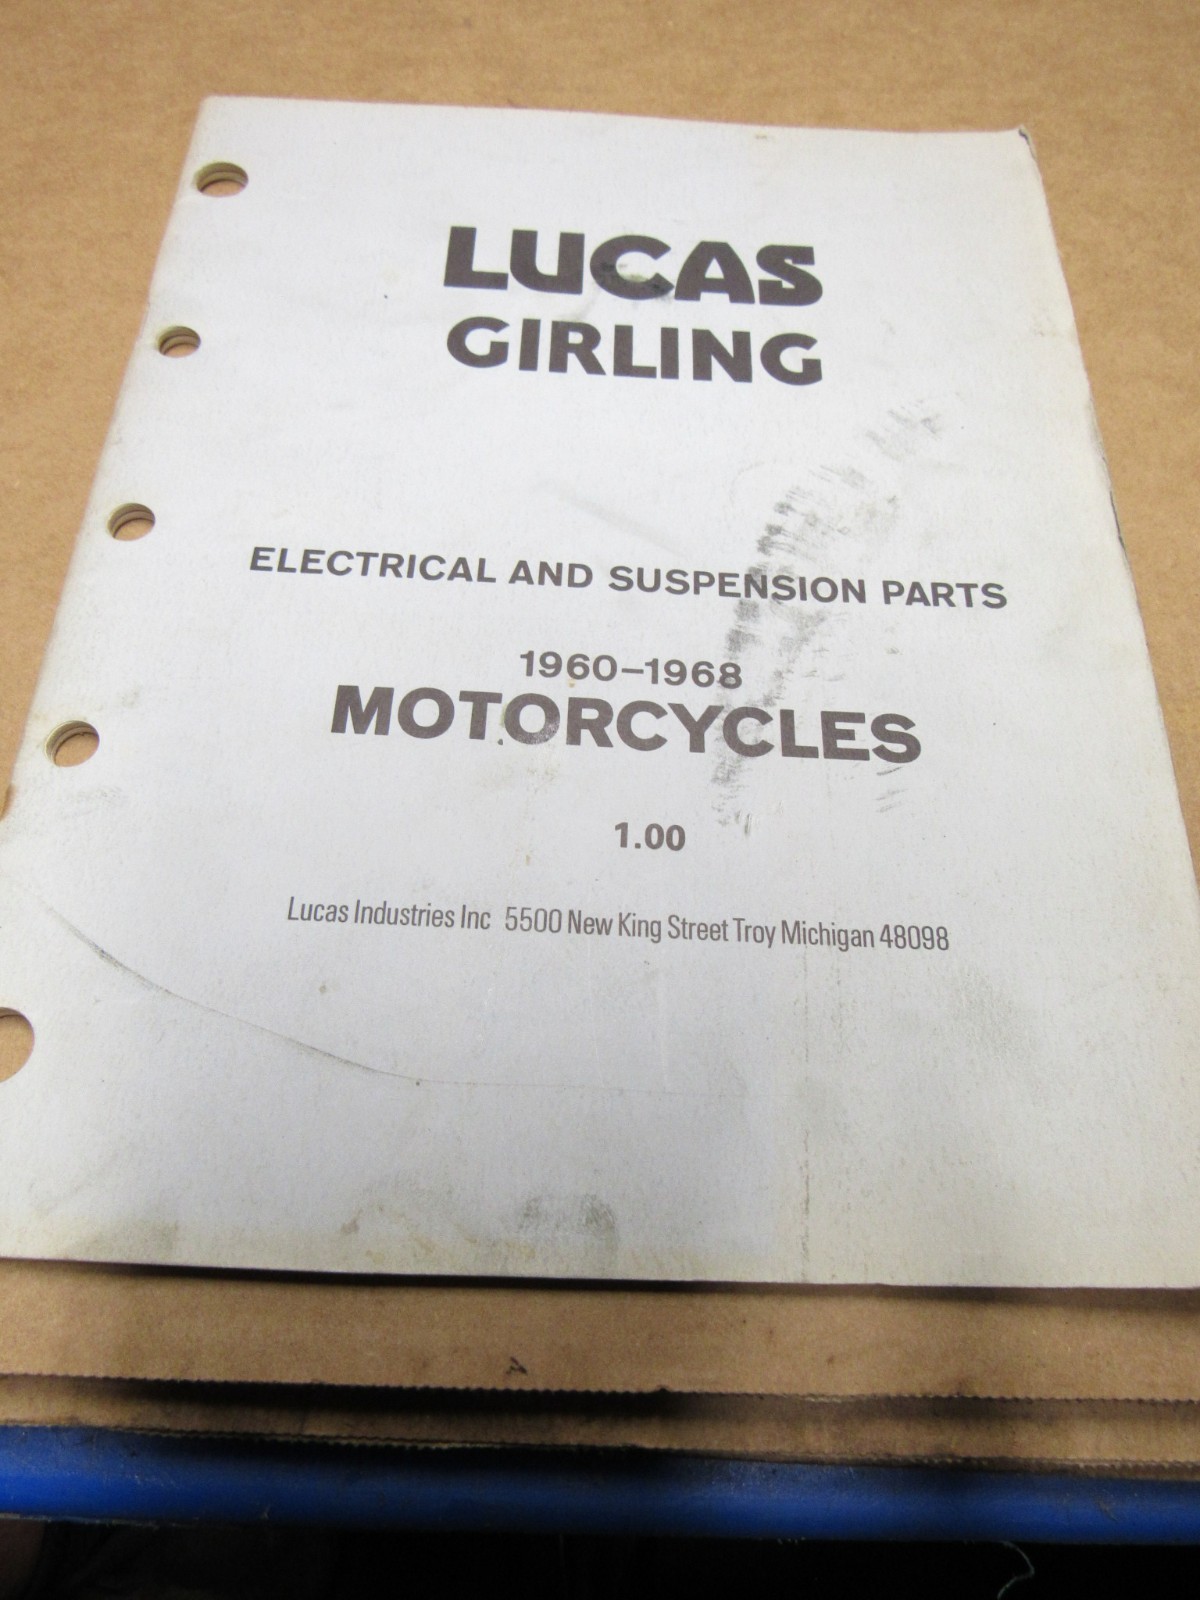 LUCAS
GIRLING
ELECTRICAL AND SUSPENSION PARTS
1960–1968
MOTORCYCLES
1.00
Lucas Industries Inc 5500 New King Street Troy Michigan 48098